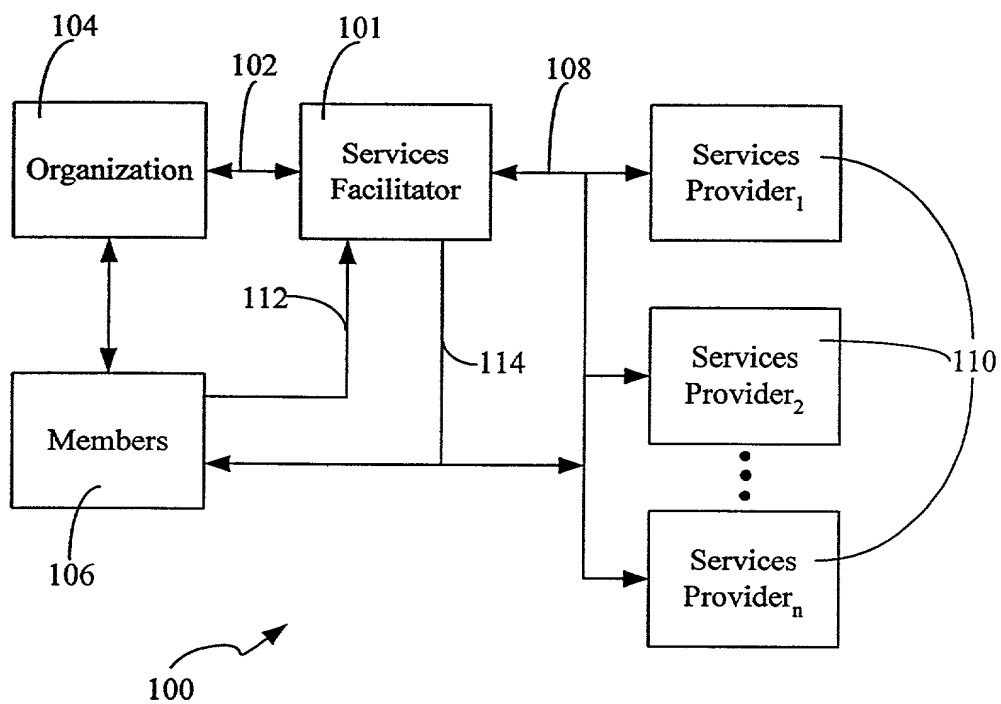 104
101
102
108
Organization
Services
Facilitator
Services
Provider1
112
114
Services
Provider2
110
Members
106
Services
Providern
100